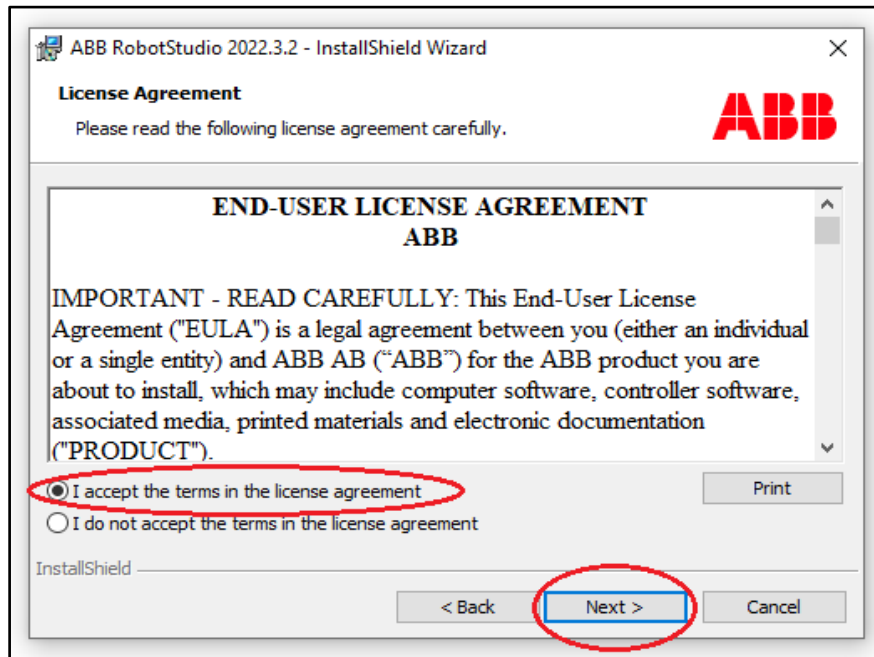 ABB RobotStudio 2022.3.2 - InstallShield Wizard
License Agreement
Please read the following license agreement carefully.
ABB
END-USER LICENSE AGREEMENT
ABB
IMPORTANT - READ CAREFULLY: This End-User License
Agreement ("EULA") is a legal agreement between you (either an individual
or a single entity) and ABB AB (“ABB”) for the ABB product you are
about to install, which may include computer software, controller software,
associated media, printed materials and electronic documentation
("PRODUCT").
I accept the terms in the license agreement
Print
I do not accept the terms in the license agreement
InstallShield
< Back
Next >
Cancel